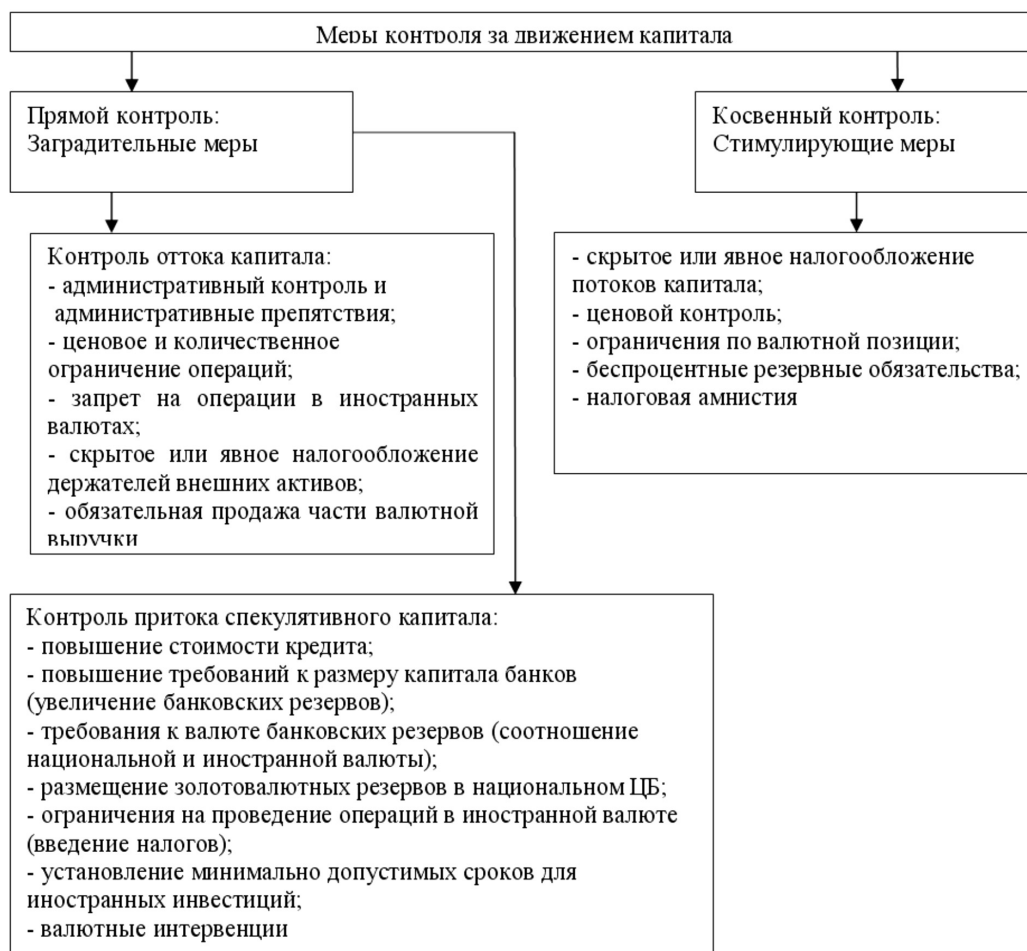 Меры контроля за движением капитала
Прямой контроль:
Заградительные меры
Косвенный контроль:
Стимулирующие меры
Контроль оттока капитала:
- административный контроль и
административные препятствия;
- ценовое и количественное
ограничение операций;
- запрет на операции в иностранных
валютах;
- скрытое или явное налогообложение
держателей внешних активов;
- обязательная продажа части валютной
выручки
- скрытое или явное налогообложение
потоков капитала;
- ценовой контроль;
- ограничения по валютной позиции;
- беспроцентные резервные обязательства;
- налоговая амнистия
Контроль притока спекулятивного капитала:
- повышение стоимости кредита;
- повышение требований к размеру капитала банков
(увеличение банковских резервов);
- требования к валюте банковских резервов (соотношение
национальной и иностранной валюты);
- размещение золотовалютных резервов в национальном ЦБ;
- ограничения на проведение операций в иностранной валюте
(введение налогов);
- установление минимально допустимых сроков для
иностранных инвестиций;
- валютные интервенции